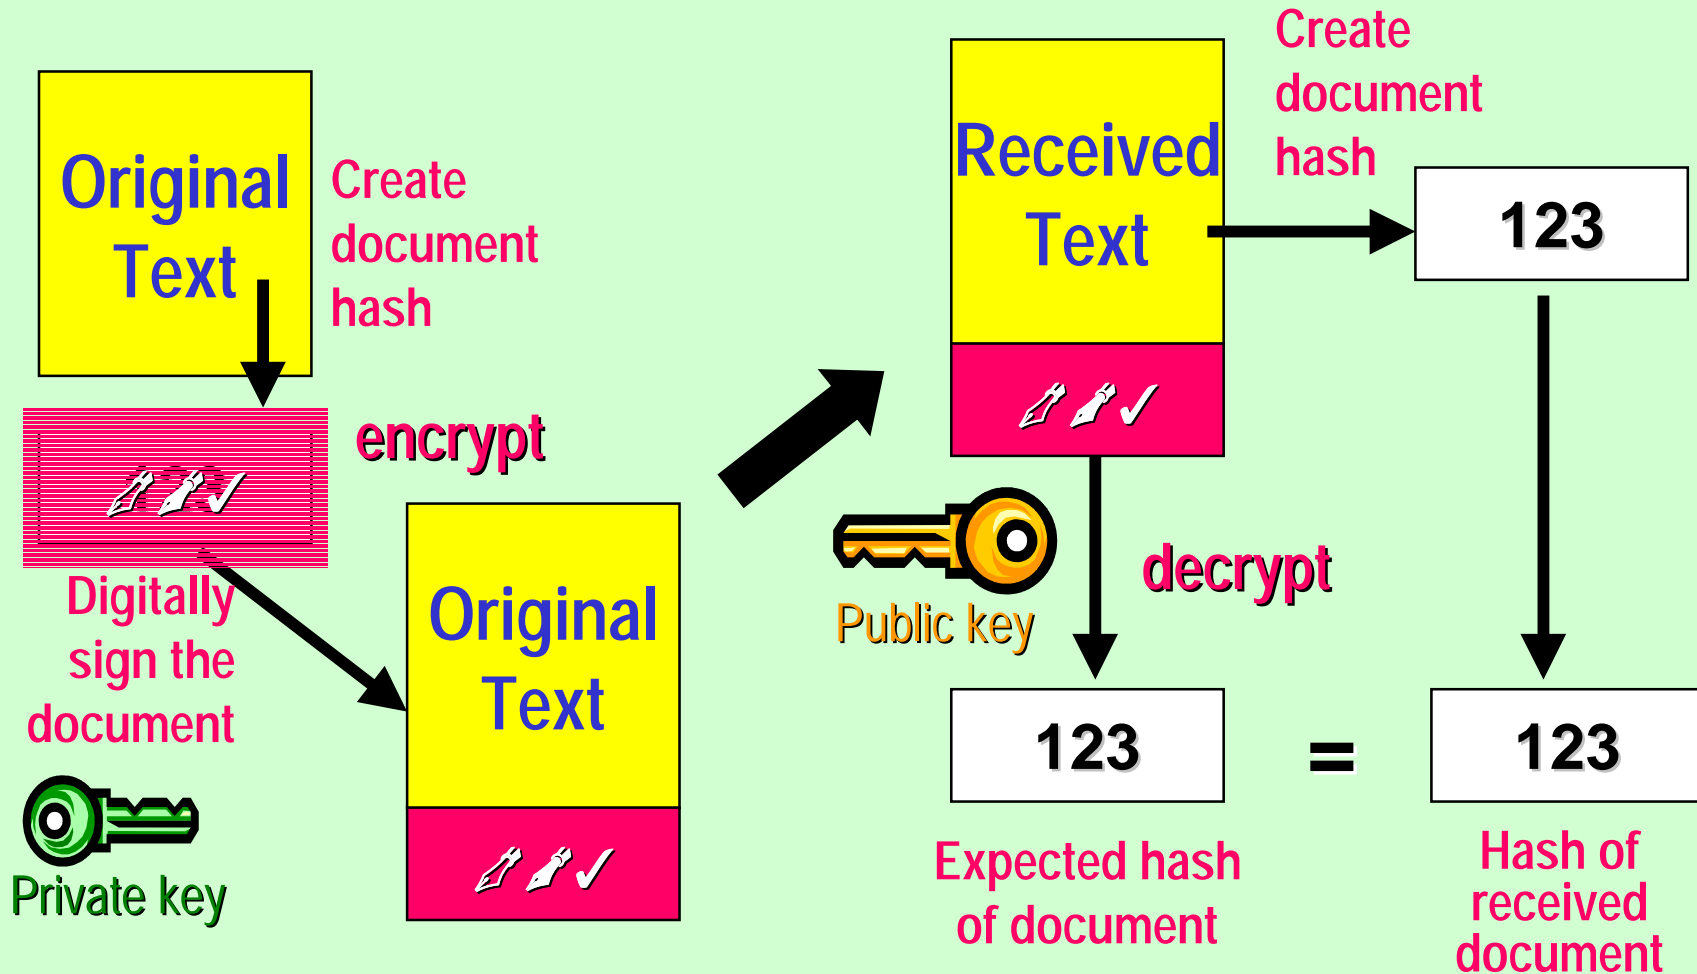 Original
Text
Create
document
hash
encrypt
Digitally
sign the
document
Private key
Original
Text
Received
Text
Create
document
hash
123
Public key
decrypt
123
=
123
Expected hash
of document
Hash of
received
document